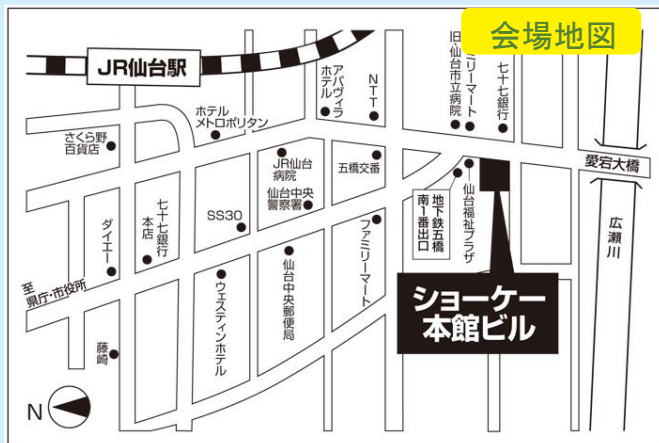 会場地図
JR仙台駅
さくら野
百貨店
ホテル
メトロポリタン
アパヴィラ
ホテル
NTT
旧・仙台市立病院
ミリーマート
七十七銀行
JR仙台
病院
五橋交番
愛宕大橋
仙台中央
警察署
SS30
地下鉄五橋
南1番出口
仙台福祉プラザ
広瀬川
ダイエー
七十七銀行
本店
ファミリーマート
至
県庁・市役所
ウェスティンホテル
仙台中央郵便局
ショーケー
本館ビル
藤崎
N